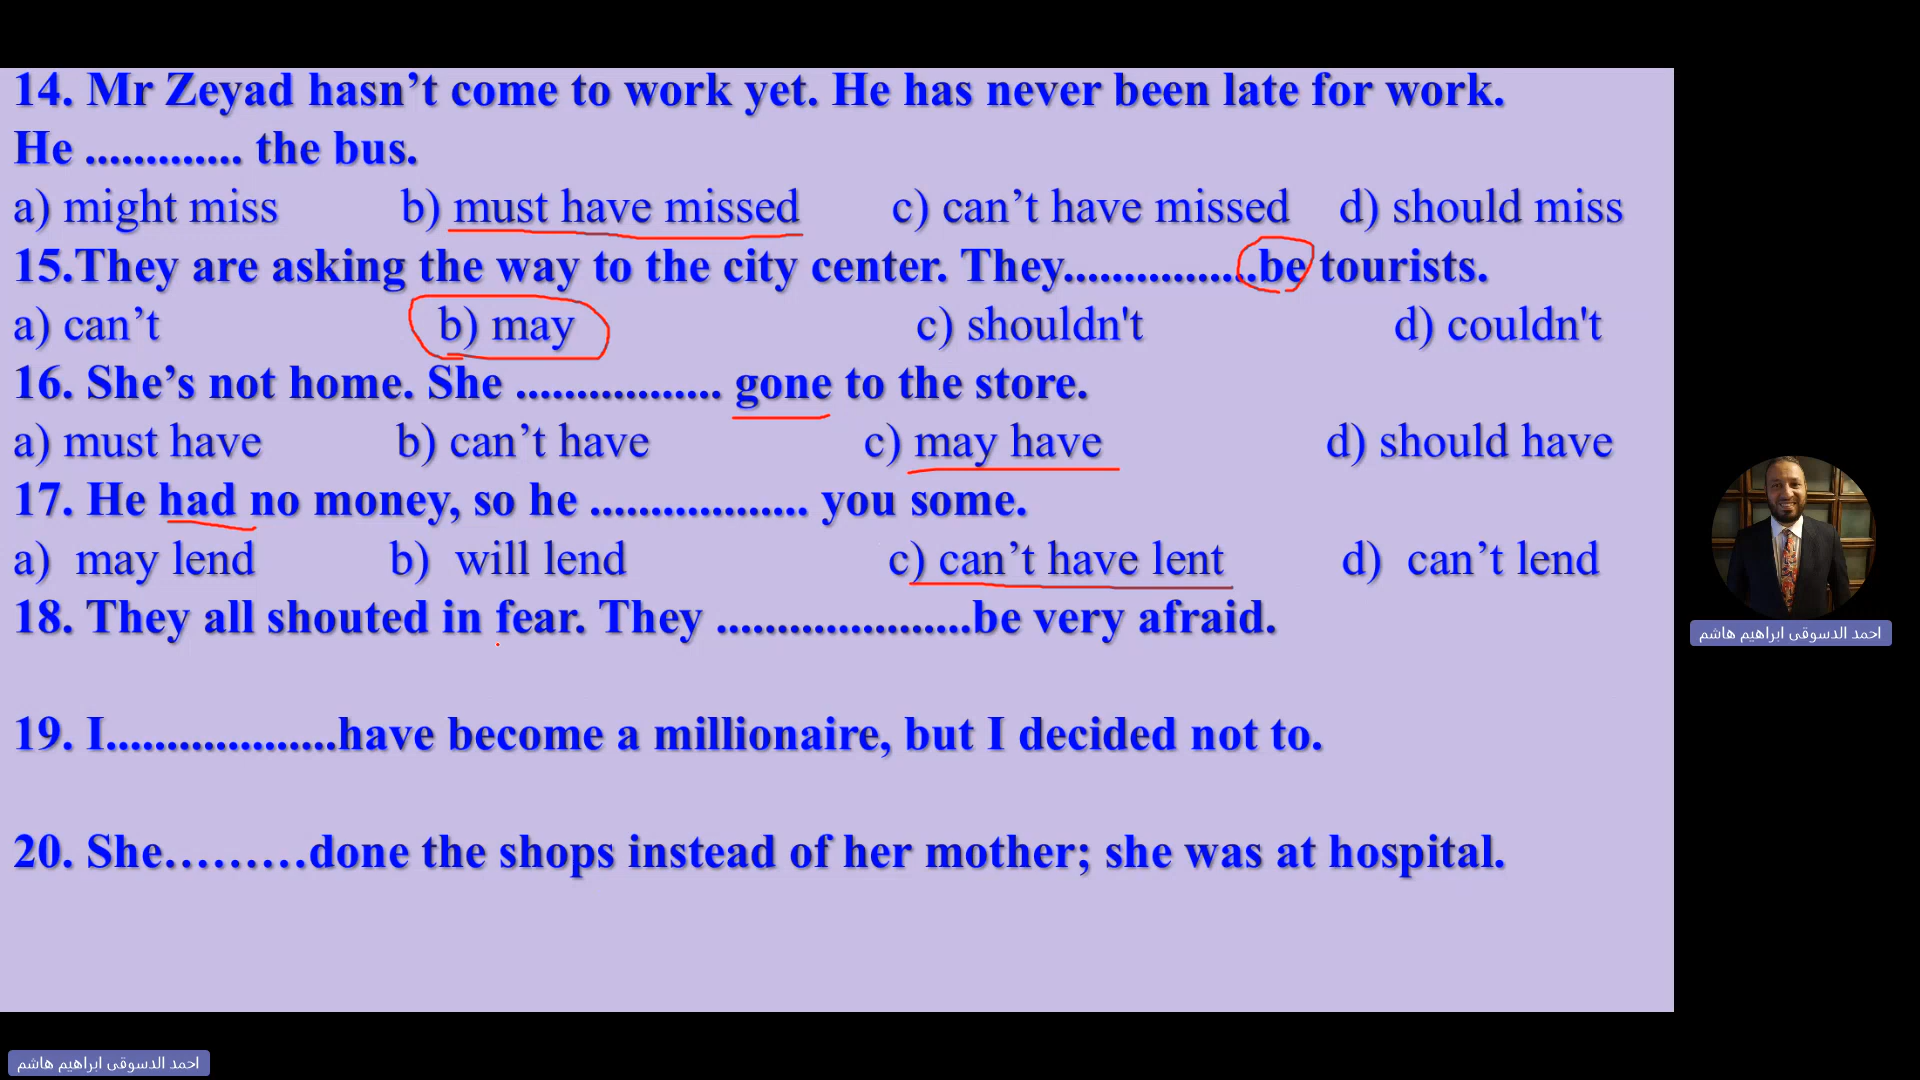 14. Mr Zeyad hasn’t come to work yet. He has never been late for work.
He ............. the bus.
a) might miss b) must have missed c) can’t have missed d) should miss
15.They are asking the way to the city center. They................be tourists.
a) can’t b) may c) shouldn't d) couldn't
16. She’s not home. She ................. gone to the store.
a) must have b) can’t have c) may have d) should have
17. He had no money, so he .................. you some.
a) may lend b) will lend c) can’t have lent d) can’t lend
18. They all shouted in fear. They .....................be very afraid.
19. I...................have become a millionaire, but I decided not to.
20. She………done the shops instead of her mother; she was at hospital.
احمد الدسوقى ابراهيم هاشم
احمد الدسوقى ابراهيم هاشم